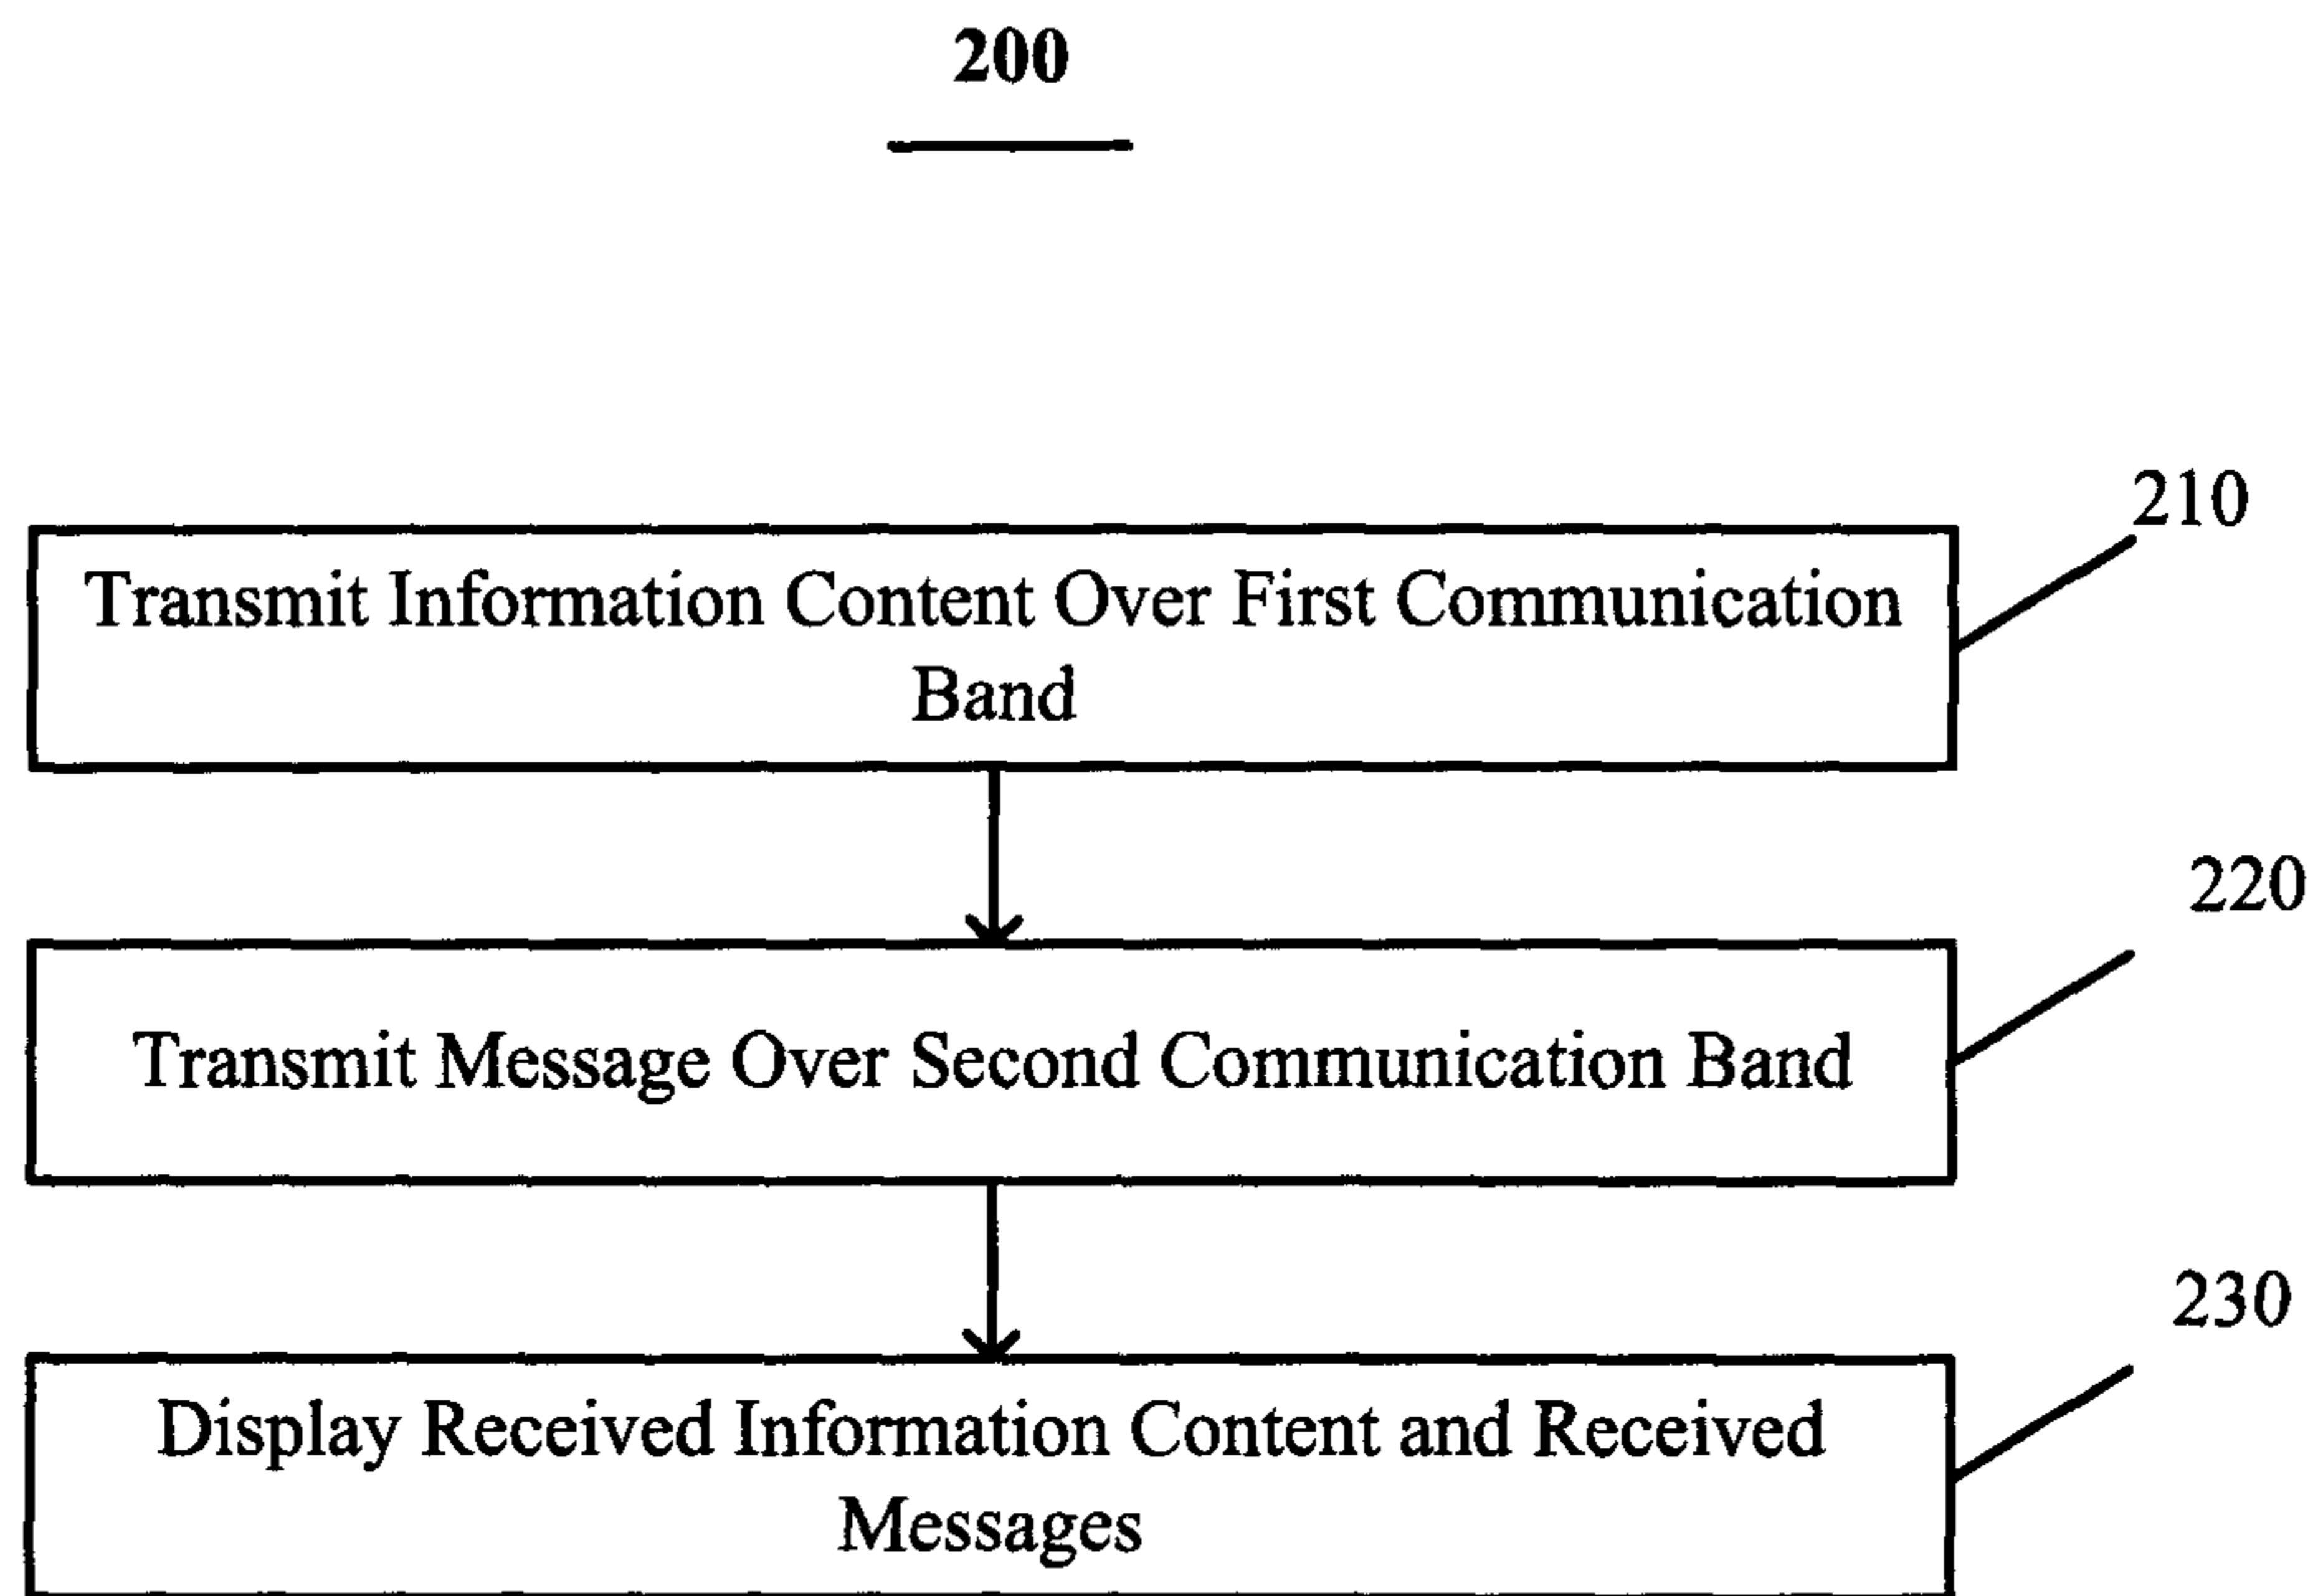 200
210
Transmit Information Content Over First Communication
Band
220
Transmit Message Over Second Communication Band
230
Display Received Information Content and Received
Messages